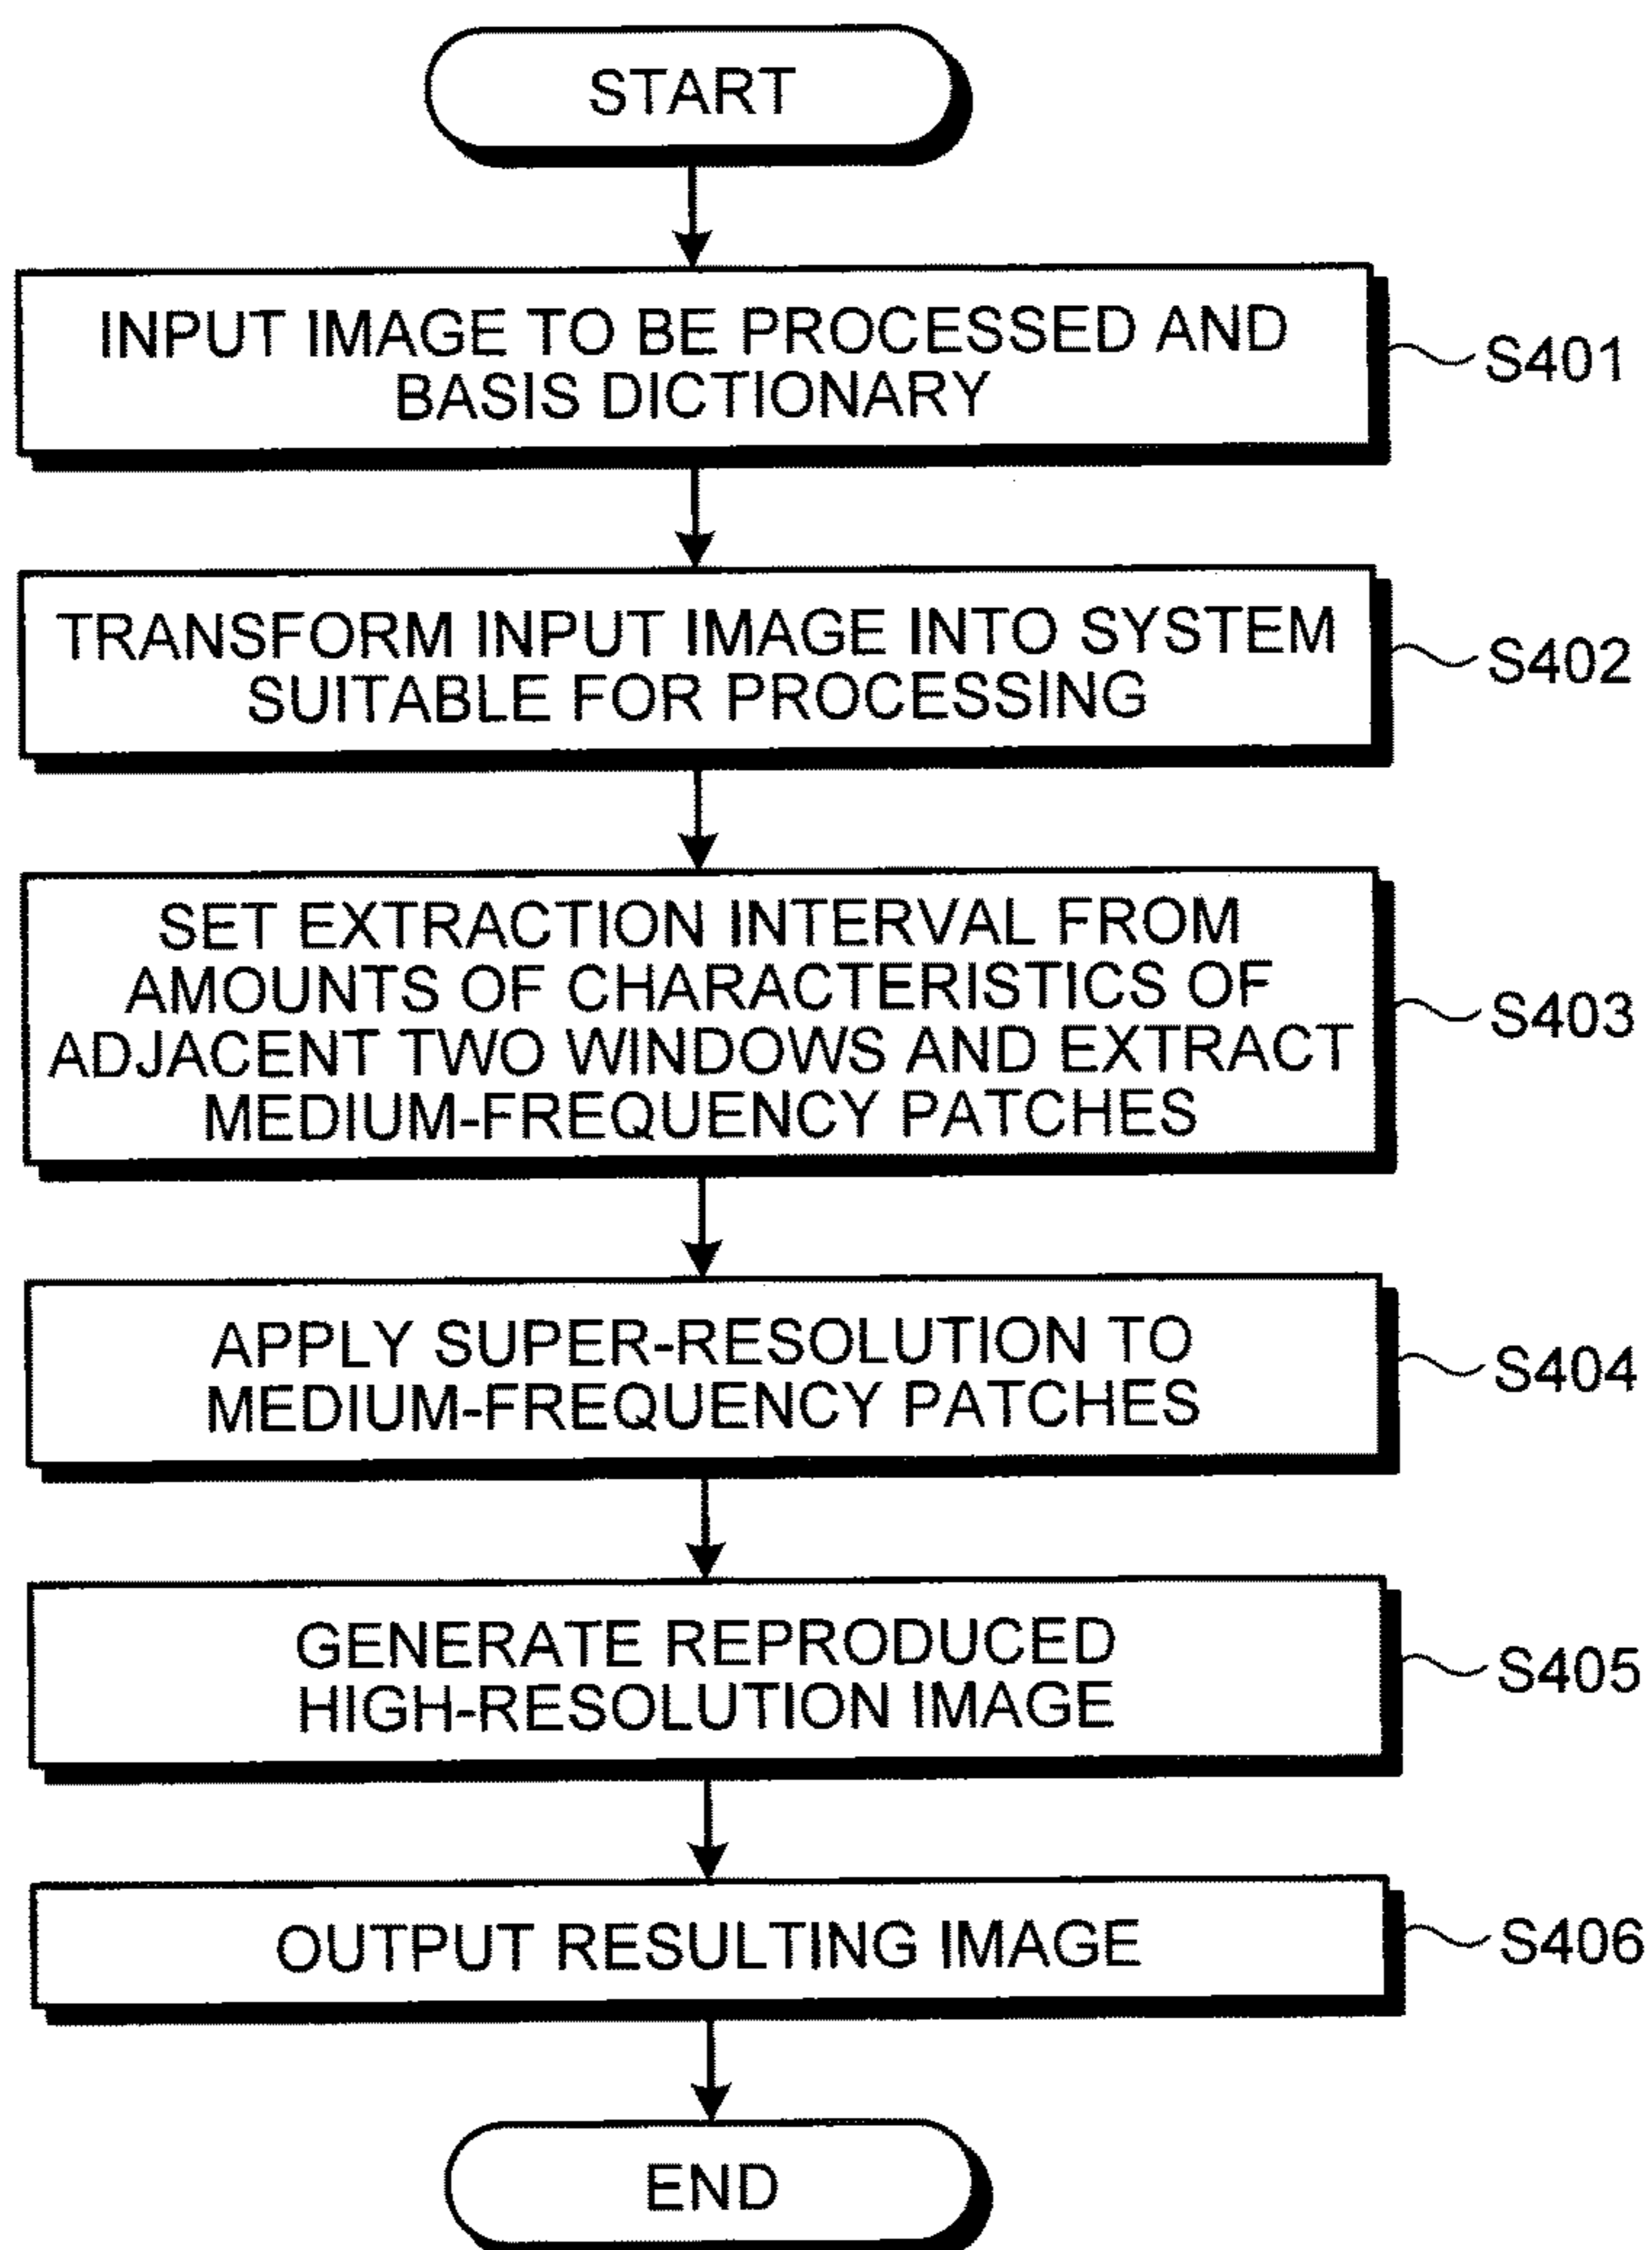 START
INPUT IMAGE TO BE PROCESSED AND
BASIS DICTIONARY
S401
TRANSFORM INPUT IMAGE INTO SYSTEM
SUITABLE FOR PROCESSING
S402
SET EXTRACTION INTERVAL FROM
AMOUNTS OF CHARACTERISTICS OF
ADJACENT TWO WINDOWS AND EXTRACT
MEDIUM-FREQUENCY PATCHES
S403
APPLY SUPER-RESOLUTION TO
MEDIUM-FREQUENCY PATCHES
S404
GENERATE REPRODUCED
HIGH-RESOLUTION IMAGE
S405
OUTPUT RESULTING IMAGE
S406
END